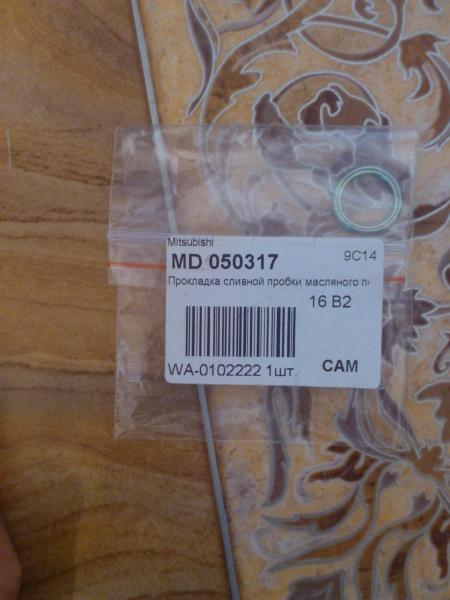 Mitsubishi
MD 050317
9C14
Прокладка сливной пробки масляного
16 B2
WA-0102222 1шт.
CAM